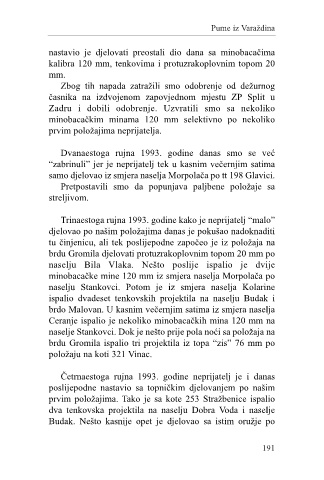 Pume iz Varaždina
nastavio je djelovati preostali dio dana sa minobacačima
kalibra 120 mm, tenkovima i protuzrakoplovnim topom 20
mm.
Zbog tih napada zatražili smo odobrenje od dežurnog
časnika na izdvojenom zapovjednom mjestu ZP Split u
Zadru i dobili odobrenje. Uzvratili smo sa nekoliko
minobacačkim minama 120 mm selektivno po nekoliko
prvim položajima neprijatelja.
Dvanaestoga rujna 1993. godine danas smo se već
“zabrinuli” jer je neprijatelj tek u kasnim večernjim satima
samo djelovao iz smjera naselja Morpolača po tt 198 Glavici.
Pretpostavili smo da popunjava paljbene položaje sa
streljivom.
Trinaestoga rujna 1993. godine kako je neprijatelj “malo”
djelovao po našim položajima danas je pokušao nadoknaditi
tu činjenicu, ali tek poslijepodne započeo je iz položaja na
brdu Gromila djelovati protuzrakoplovnim topom 20 mm po
naselju Bila Vlaka. Nešto poslije ispalio je dvije
minobacačke mine 120 mm iz smjera naselja Morpolača po
naselju Stankovci. Potom je iz smjera naselja Kolarine
ispalio dvadeset tenkovskih projektila na naselju Budak i
brdo Malovan. U kasnim večernjim satima iz smjera naselja
Ceranje ispalio je nekoliko minobacačkih mina 120 mm na
naselje Stankovci. Dok je nešto prije pola noći sa položaja na
brdu Gromila ispalio tri projektila iz topa “zis” 76 mm po
položaju na koti 321 Vinac.
Četrnaestoga rujna 1993. godine neprijatelj je i danas
poslijepodne nastavio sa topničkim djelovanjem po našim
prvim položajima. Tako je sa kote 253 Stražbenice ispalio
dva tenkovska projektila na naselju Dobra Voda i naselje
Budak. Nešto kasnije opet je djelovao sa istim oružje po
191